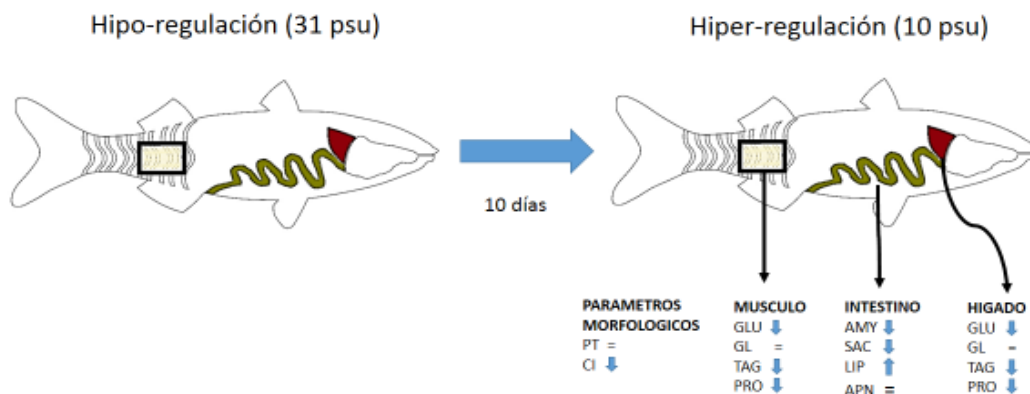 Hipo-regulación (31 psu)
Hiper-regulación (10 psu)
10 días
PARAMETROS
MORFOLOGICOS
PT =
CI
MUSCULO
GLU
GL =
TAG
PRO
INTESTINO
AMY
SAC
LIP
APN =
HIGADO
GLU
GL =
TAG
PRO